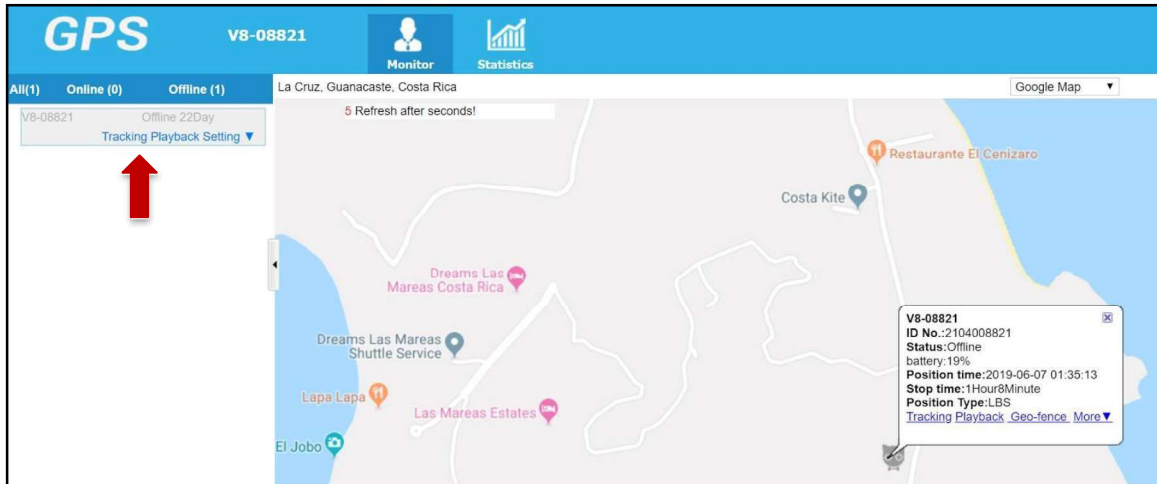 GPS
V8-08821
Monitor
Statistics
All(1) Online (0) Offline (1)
La Cruz, Guanacaste, Costa Rica
Google Map ▼
V8-08821 Offline 22Day
Tracking Playback Setting ▼
5 Refresh after seconds!
Restaurante El Cenizaro
Costa Kite
Dreams Las
Mareas Costa Rica
Dreams Las Mareas
Shuttle Service
Lapa Lapa
Las Mareas Estates
El Jobo
V8-08821
ID No.:2104008821
Status:Offline
battery:19%
Position time:2019-06-07 01:35:13
Stop time:1Hour8Minute
Position Type:LBS
Tracking Playback Geo-fence More▼